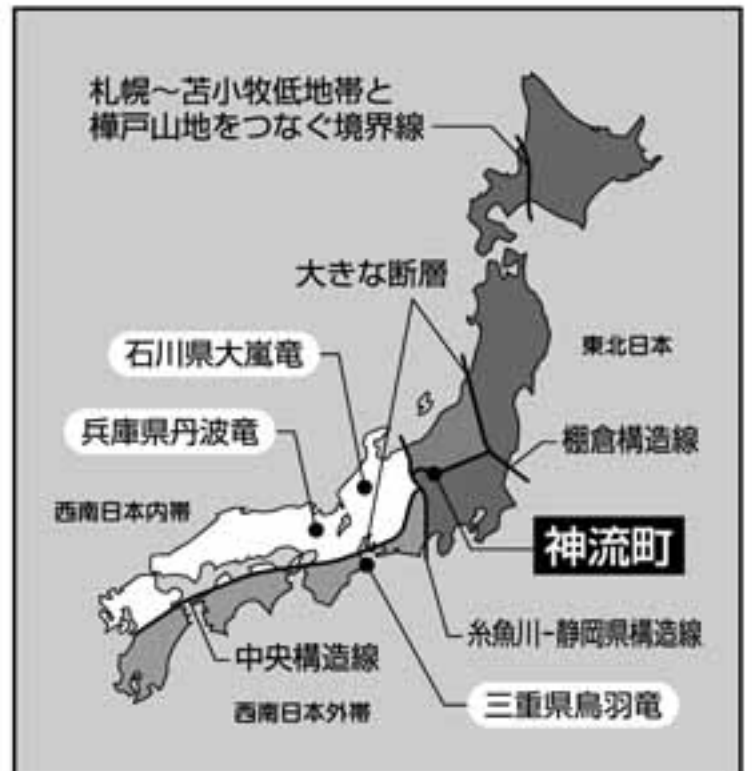 札幌～苫小牧低地帯と
樺戸山地をつなぐ境界線
大きな断層
東北日本
石川県大嵐竜
兵庫県丹波竜
棚倉構造線
西南日本内帯
神流町
糸魚川-静岡県構造線
中央構造線
三重県鳥羽竜
西南日本外帯